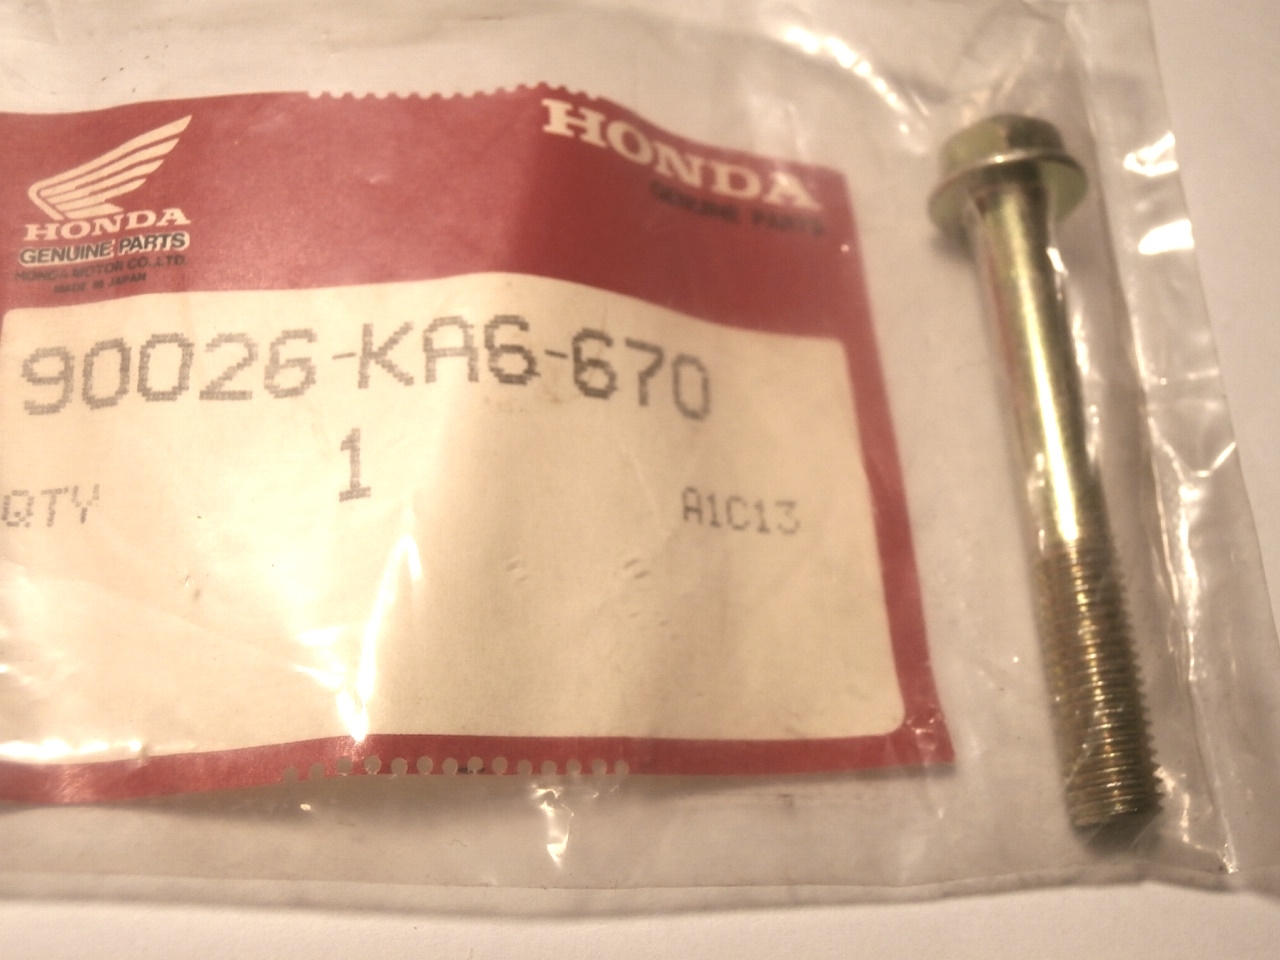 HONDA
GENUINE PARTS
HONDA
GENUINE PARTS
HONDA MOTOR CO.,LTD.
MADE IN JAPAN
90026-KA6-670
1
QTY
A1C13